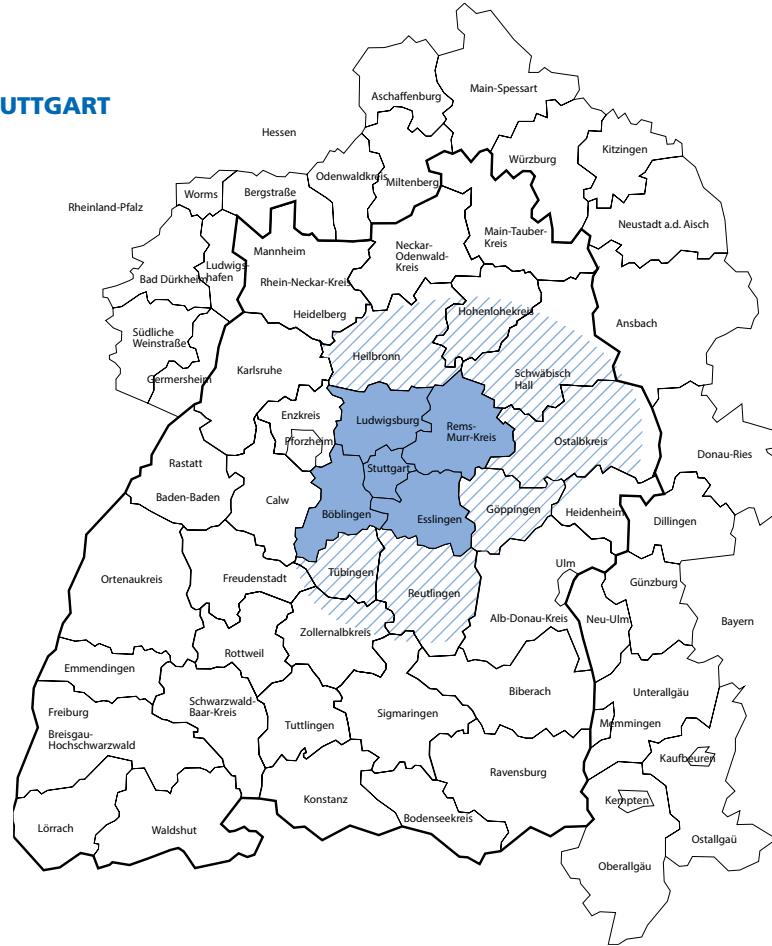 UTTGART
Aschaffenburg
Main-Spessart
Hessen
Würzburg
Kitzingen
Odenwaldkreis
Miltenberg
Worms
Bergstraße
Rheinland-Pfalz
Neustadt a.d. Aisch
Mannheim
Neckar-
Odenwald-
Kreis
Main-Tauber-
Kreis
Bad Dürkheim
Ludwigs-
hafen
Rhein-Neckar-Kreis
Heidelberg
Hohenlohekreis
Ansbach
Südliche
Weinstraße
Heilbronn
Germersheim
Karlsruhe
Schwäbisch
Hall
Enzkreis
Ludwigsburg
Rems-
Murr-Kreis
Pforzheim
Ostalbkreis
Donau-Ries
Rastatt
Stuttgart
Baden-Baden
Calw
Böblingen
Esslingen
Göppingen
Heidenheim
Dillingen
Ortenaukreis
Freudenstadt
Tübingen
Reutlingen
Ulm
Günzburg
Alb-Donau-Kreis
Neu-Ulm
Bayern
Zollernalbkreis
Rottweil
Emmendingen
Biberach
Unterallgäu
Schwarzwald-
Baar-Kreis
Freiburg
Sigmaringen
Tuttlingen
Memmingen
Breisgau-
Hochschwarzwald
Kaufbeuren
Ravensburg
Konstanz
Kempten
Bodenseekreis
Lörrach
Waldshut
Ostallgaü
Oberallgäu